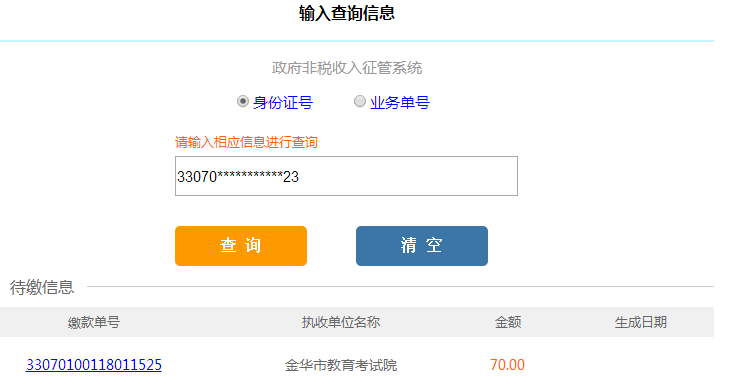 输入查询信息
政府非税收入征管系统
身份证号 业务单号
请输入相应信息进行查询
33070***********23
查 询 清 空
待缴信息
缴款单号 执收单位名称 金额 生成日期
33070100118011525 金华市教育考试院 70.00